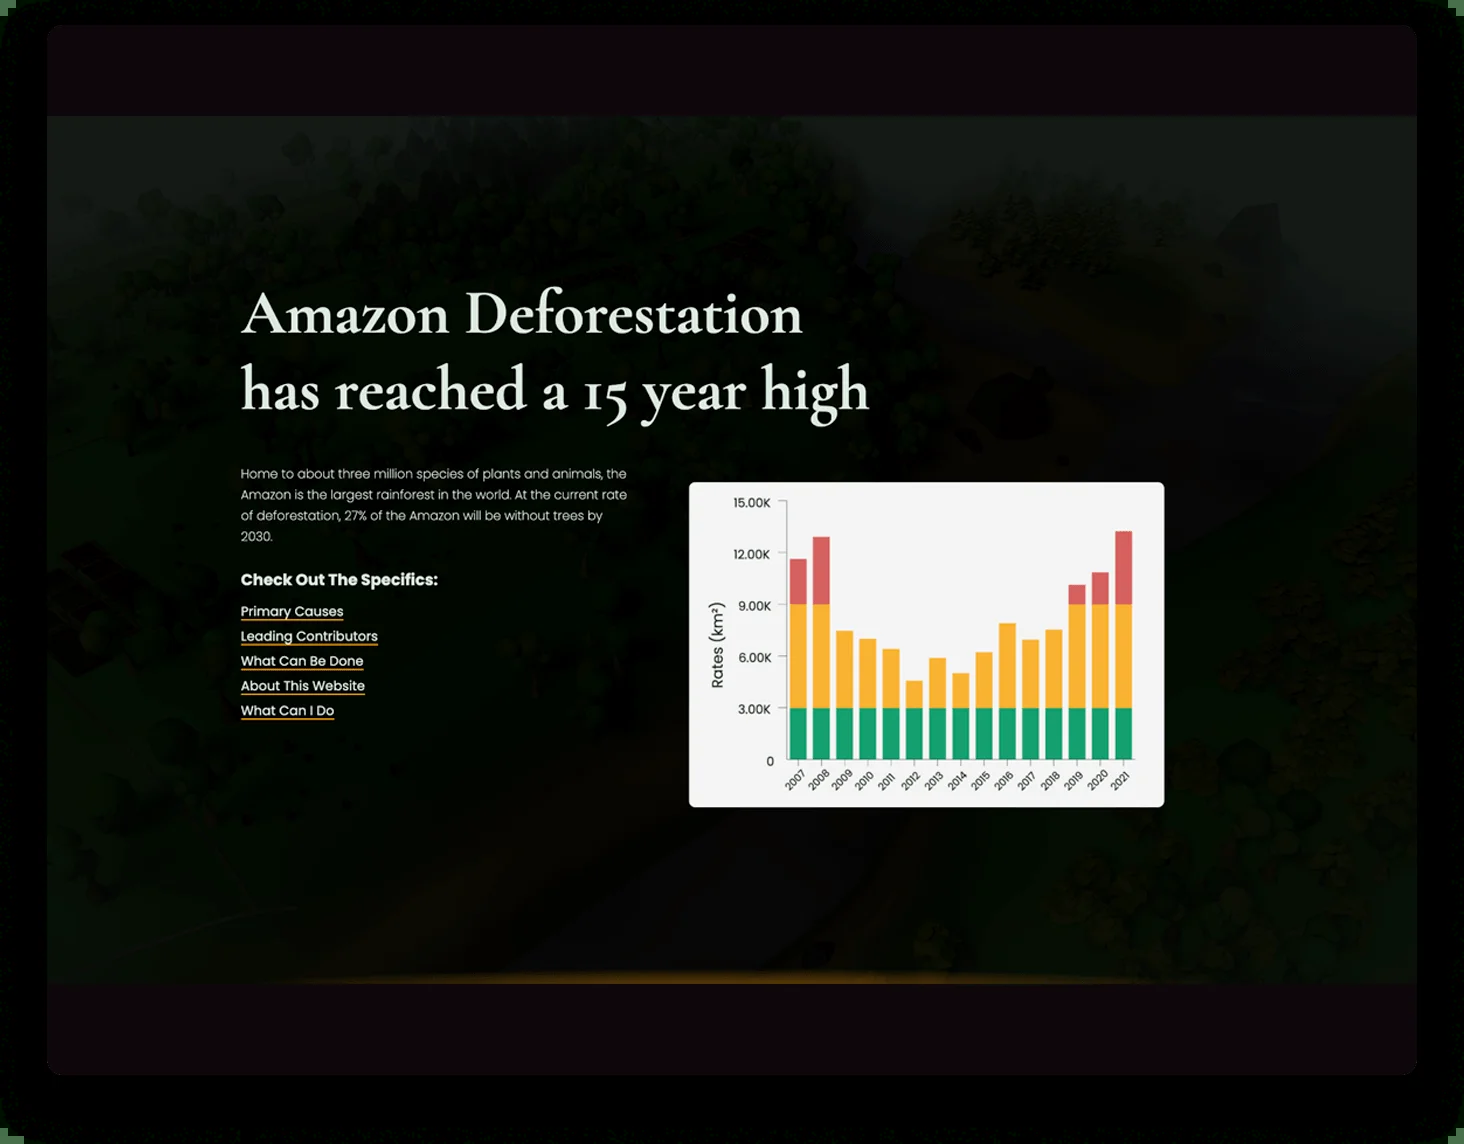 Amazon Deforestation
has reached a 15 year high
Home to about three million species of plants and animals, the
Amazon is the largest rainforest in the world. At the current rate
of deforestation, 27% of the Amazon will be without trees by
2030.
Check Out The Specifics:
Primary Causes
Leading Contributors
What Can Be Done
About This Website
What Can I Do
Rates (km²)
15.00K
12.00K
9.00K
6.00K
3.00K
0
2007 2008 2009 2010 2011 2012 2013 2014 2015 2016 2017 2018 2019 2020 2021